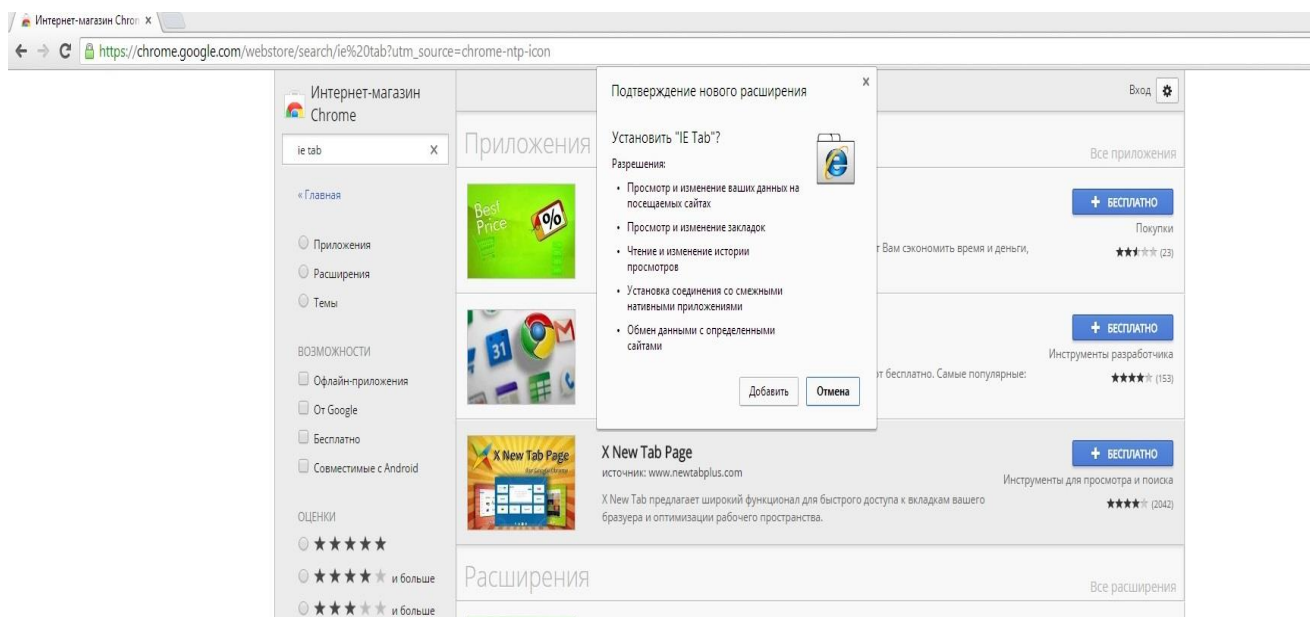 Интернет-магазин Chron x
https://chrome.google.com/webstore/search/ie%20tab?utm_source=chrome-ntp-icon
Интернет-магазин
Chrome
ie tab X
« Главная
Приложения
Расширения
Темы
ВОЗМОЖНОСТИ
Офлайн-приложения
От Google
Бесплатно
Совместимые с Android
ОЦЕНКИ
и больше
и больше
Вход
Приложения
Все приложения
Best
Price
%
+ БЕСПЛАТНО
Покупки
т Вам сэкономить время и деньги,
(23)
31
+ БЕСПЛАТНО
Инструменты разработчика
от бесплатно. Самые популярные:
(153)
X New Tab Page
For Google Chrome
X New Tab Page
источник: www.newtabplus.com
X New Tab предлагает широкий функционал для быстрого доступа к вкладкам вашего
бразуера и оптимизации рабочего пространства.
+ БЕСПЛАТНО
Инструменты для просмотра и поиска
(2042)
Расширения
Все расширения
Подтверждение нового расширения x
Установить "IE Tab"?
Разрешения:
• Просмотр и изменение ваших данных на
посещаемых сайтах
• Просмотр и изменение закладок
• Чтение и изменение истории
просмотров
• Установка соединения со смежными
нативными приложениями
• Обмен данными с определенными
сайтами
Добавить
Отмена